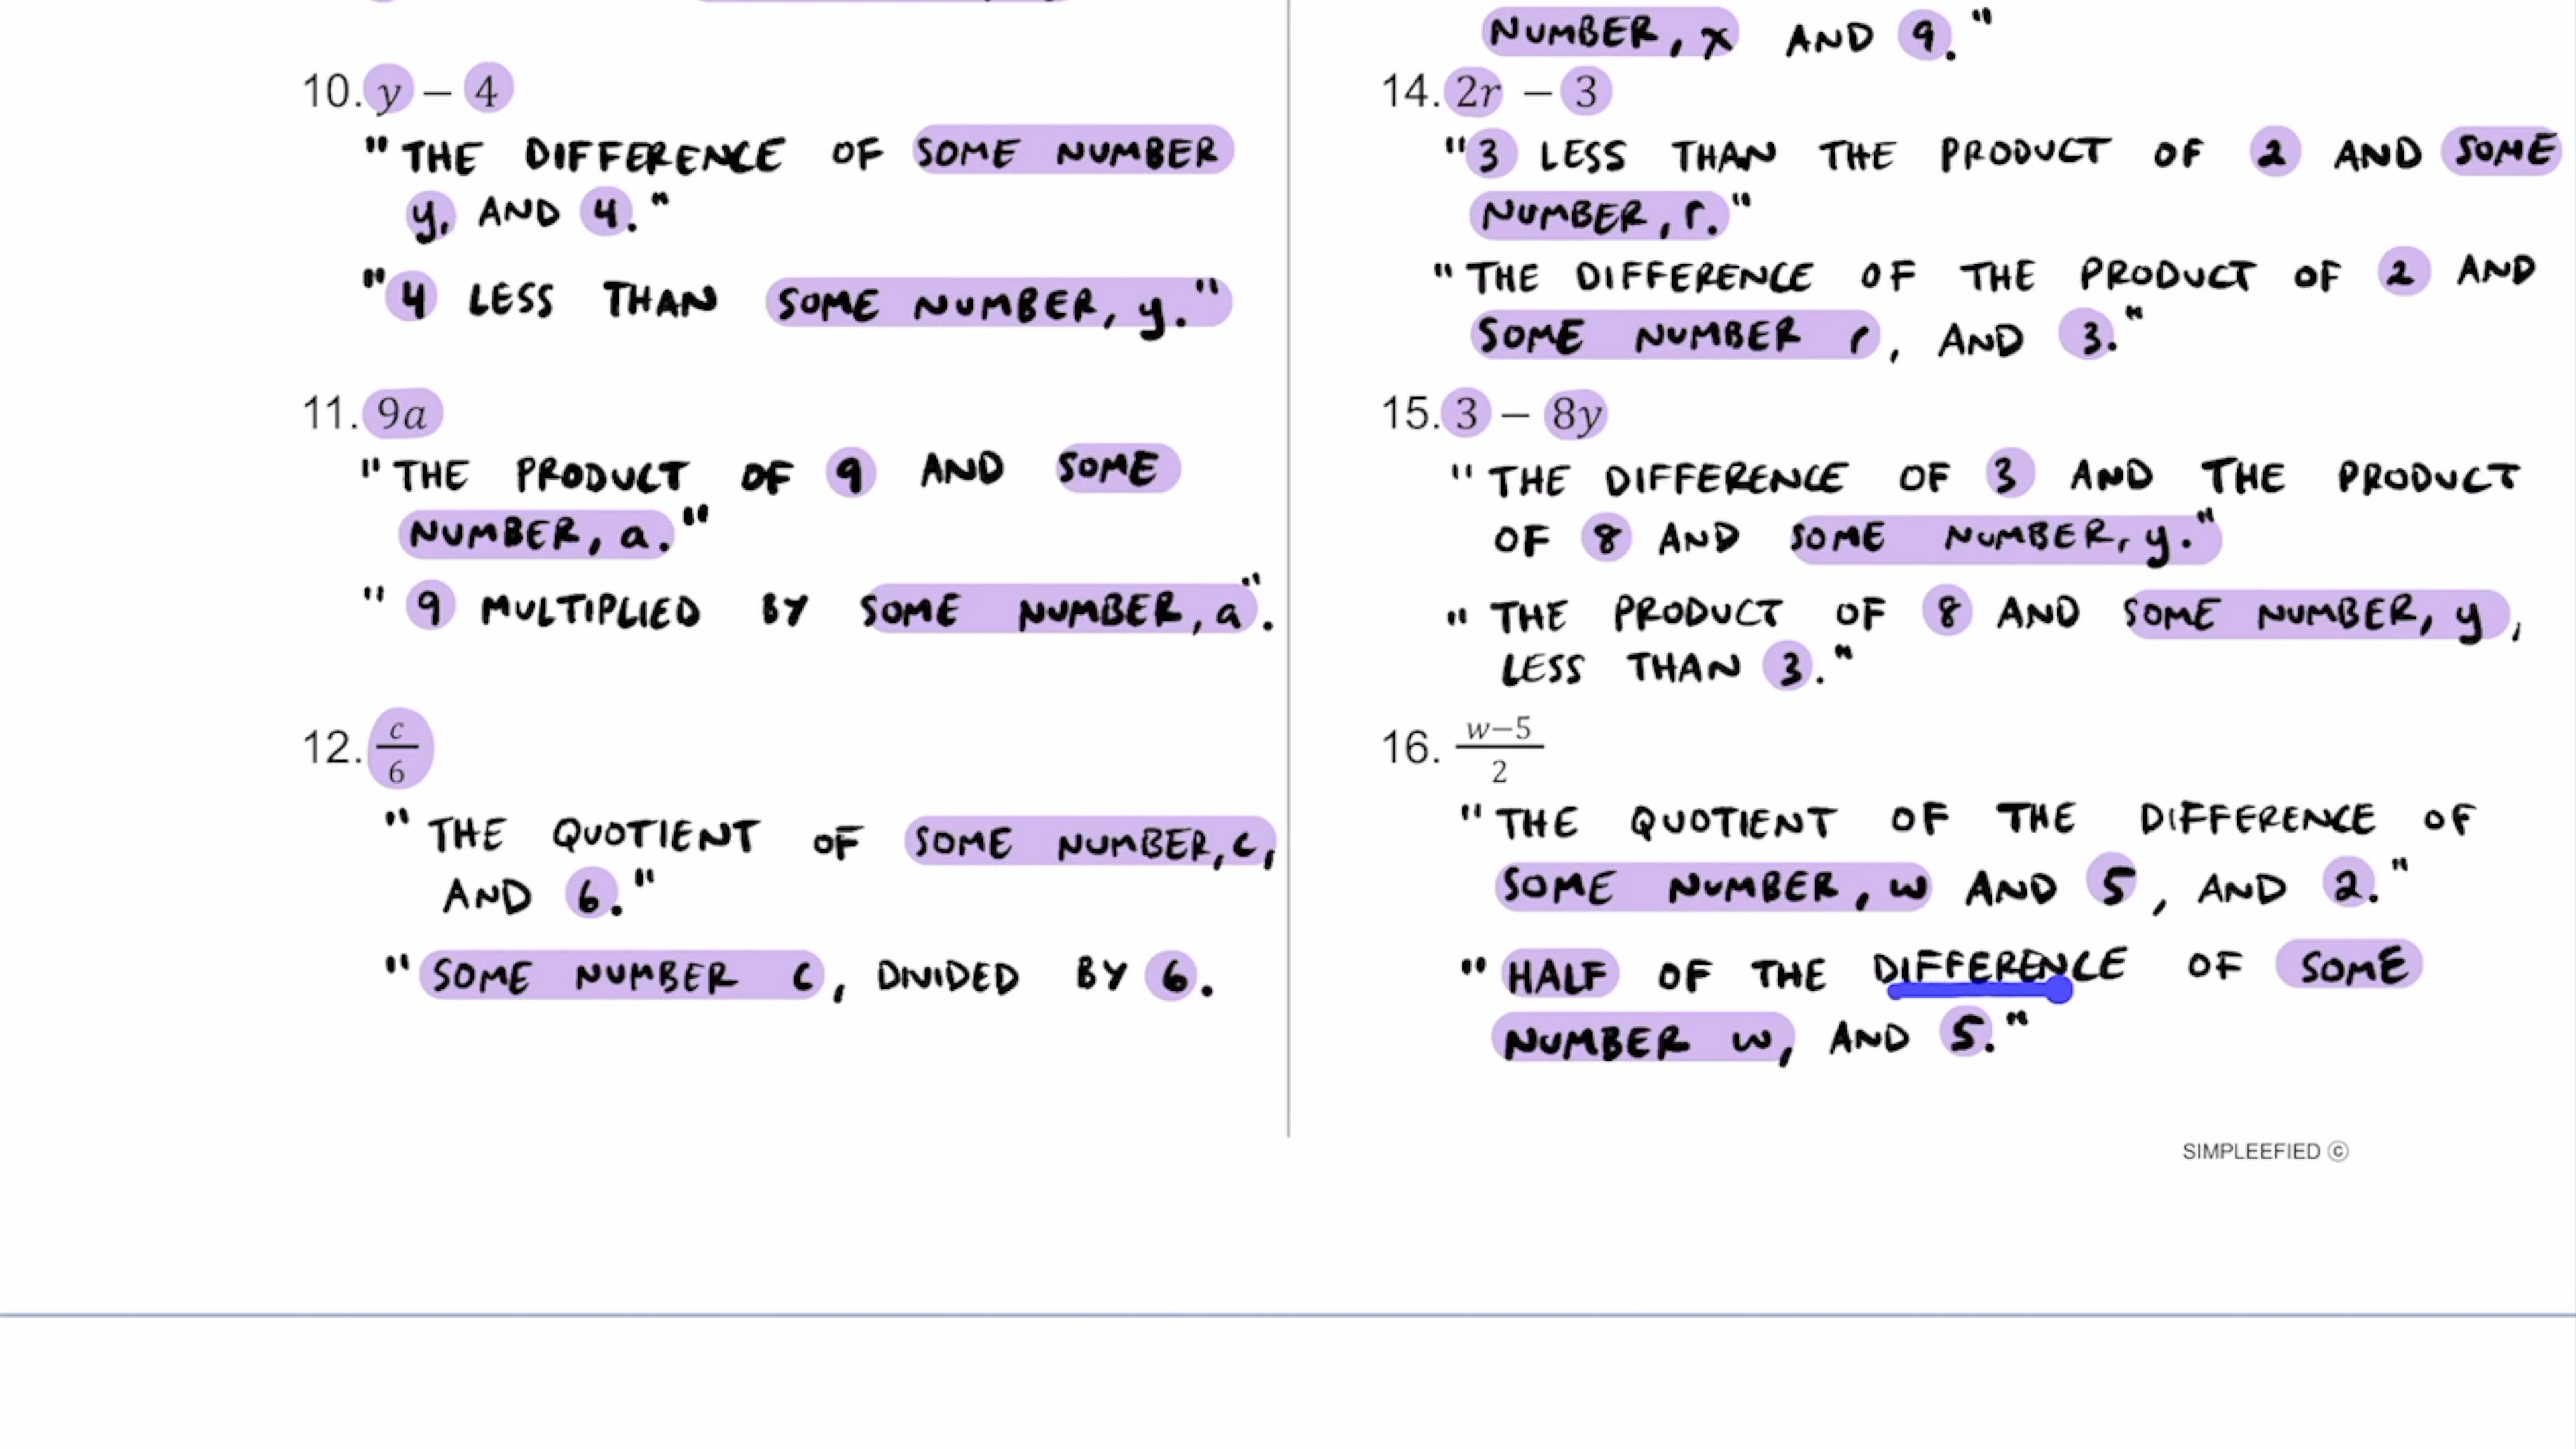 10. y − 4
"THE DIFFERENCE OF SOME NUMBER
y, AND 4."
"4 LESS THAN SOME NUMBER, y."
11. 9a
"THE PRODUCT OF 9 AND SOME
NUMBER, a."
"9 MULTIPLIED BY SOME NUMBER, a".
12. c/6
"THE QUOTIENT OF SOME NUMBER, c,
AND 6."
"SOME NUMBER c, DIVIDED BY 6.
NUMBER, x AND 9."
14. 2r − 3
"3 LESS THAN THE PRODUCT OF 2 AND SOME
NUMBER, r."
"THE DIFFERENCE OF THE PRODUCT OF 2 AND
SOME NUMBER r, AND 3."
15. 3 − 8y
"THE DIFFERENCE OF 3 AND THE PRODUCT
OF 8 AND SOME NUMBER, y."
"THE PRODUCT OF 8 AND SOME NUMBER, y,
LESS THAN 3."
16. w−5/2
"THE QUOTIENT OF THE DIFFERENCE OF
SOME NUMBER, w AND 5, AND 2."
"HALF OF THE DIFFERENCE OF SOME
NUMBER w, AND 5."
SIMPLEEFIED ©